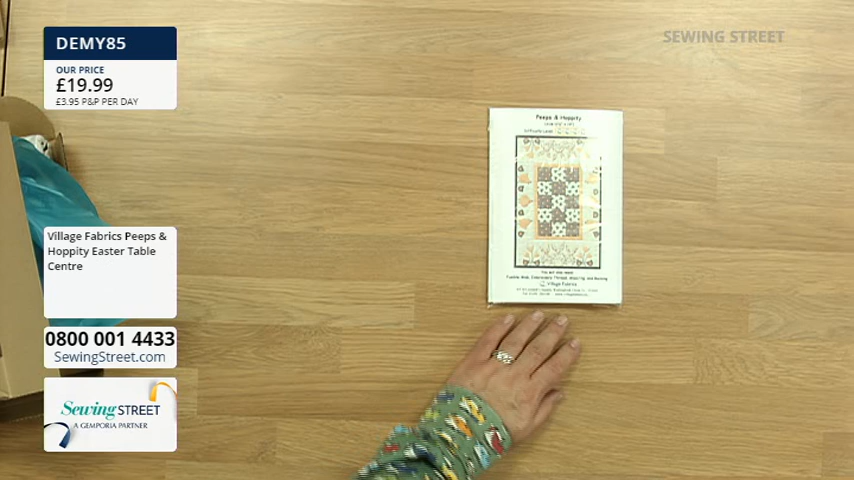 DEMY85
OUR PRICE
£19.99
£3.95 P&P PER DAY
SEWING STREET
Peeps & Hoppity
Village Fabrics
Village Fabrics Peeps &
Hoppity Easter Table
Centre
0800 001 4433
SewingStreet.com
Sewing STREET
A GEMPORIA PARTNER